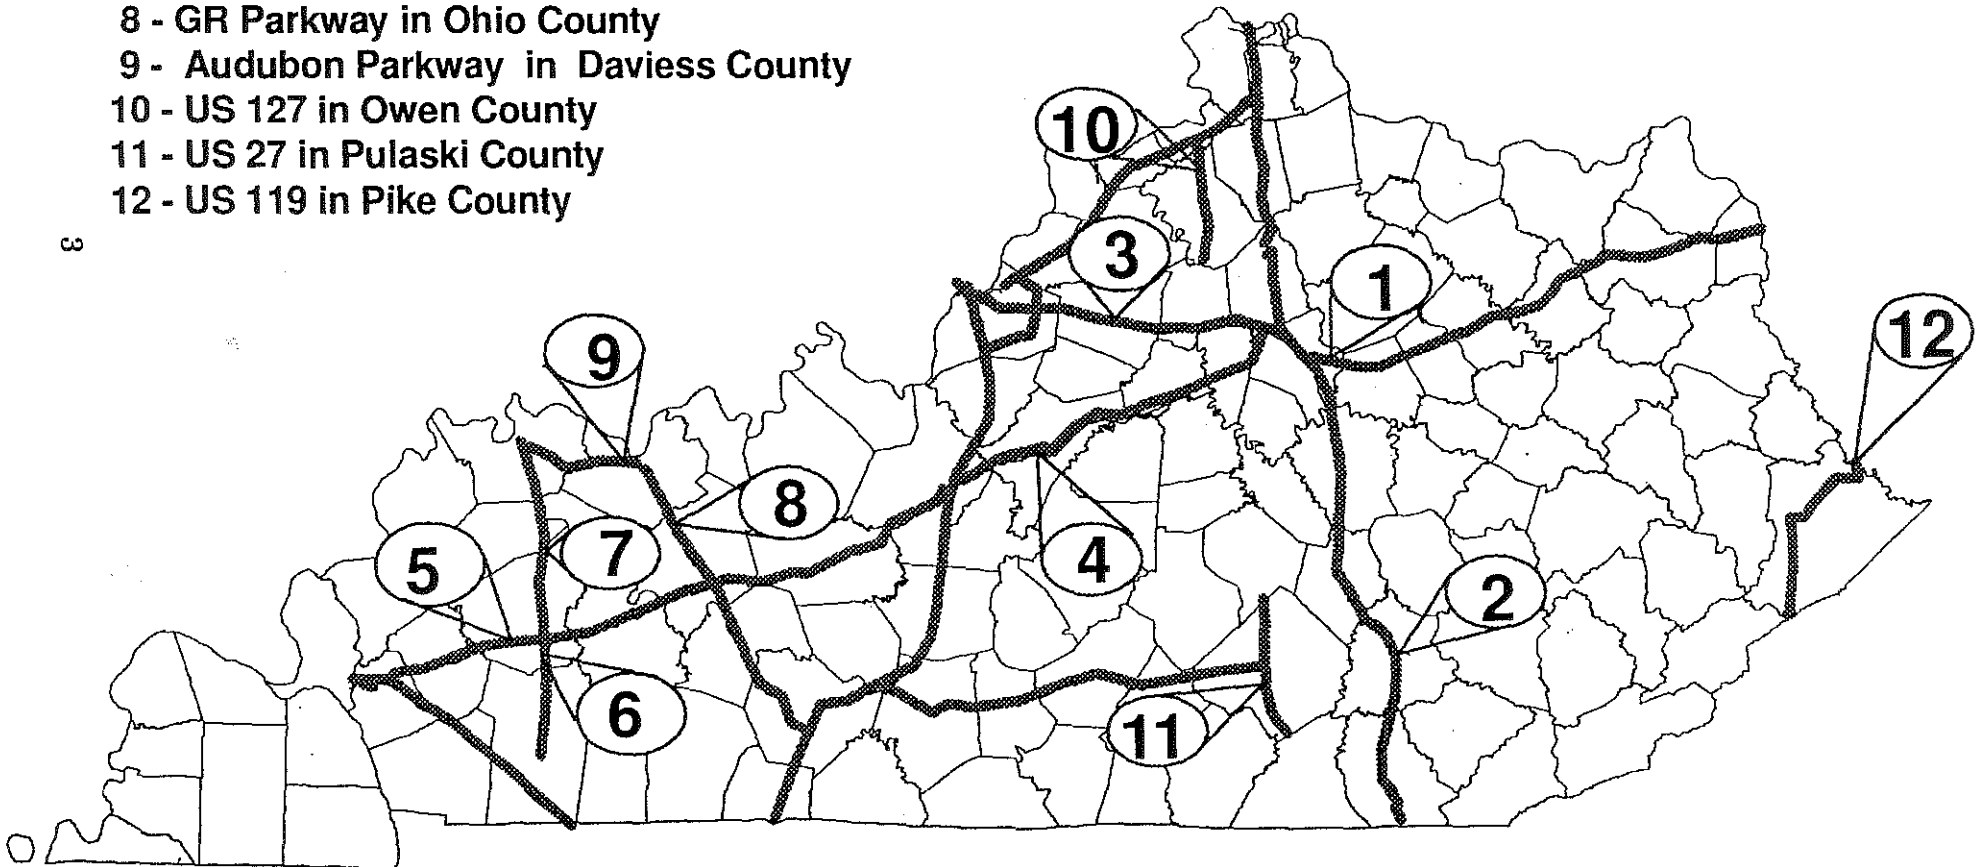 8 - GR Parkway in Ohio County
9 - Audubon Parkway in Daviess County
10 - US 127 in Owen County
11 - US 27 in Pulaski County
12 - US 119 in Pike County
3
10
3
1
12
9
8
7
5
4
2
6
11